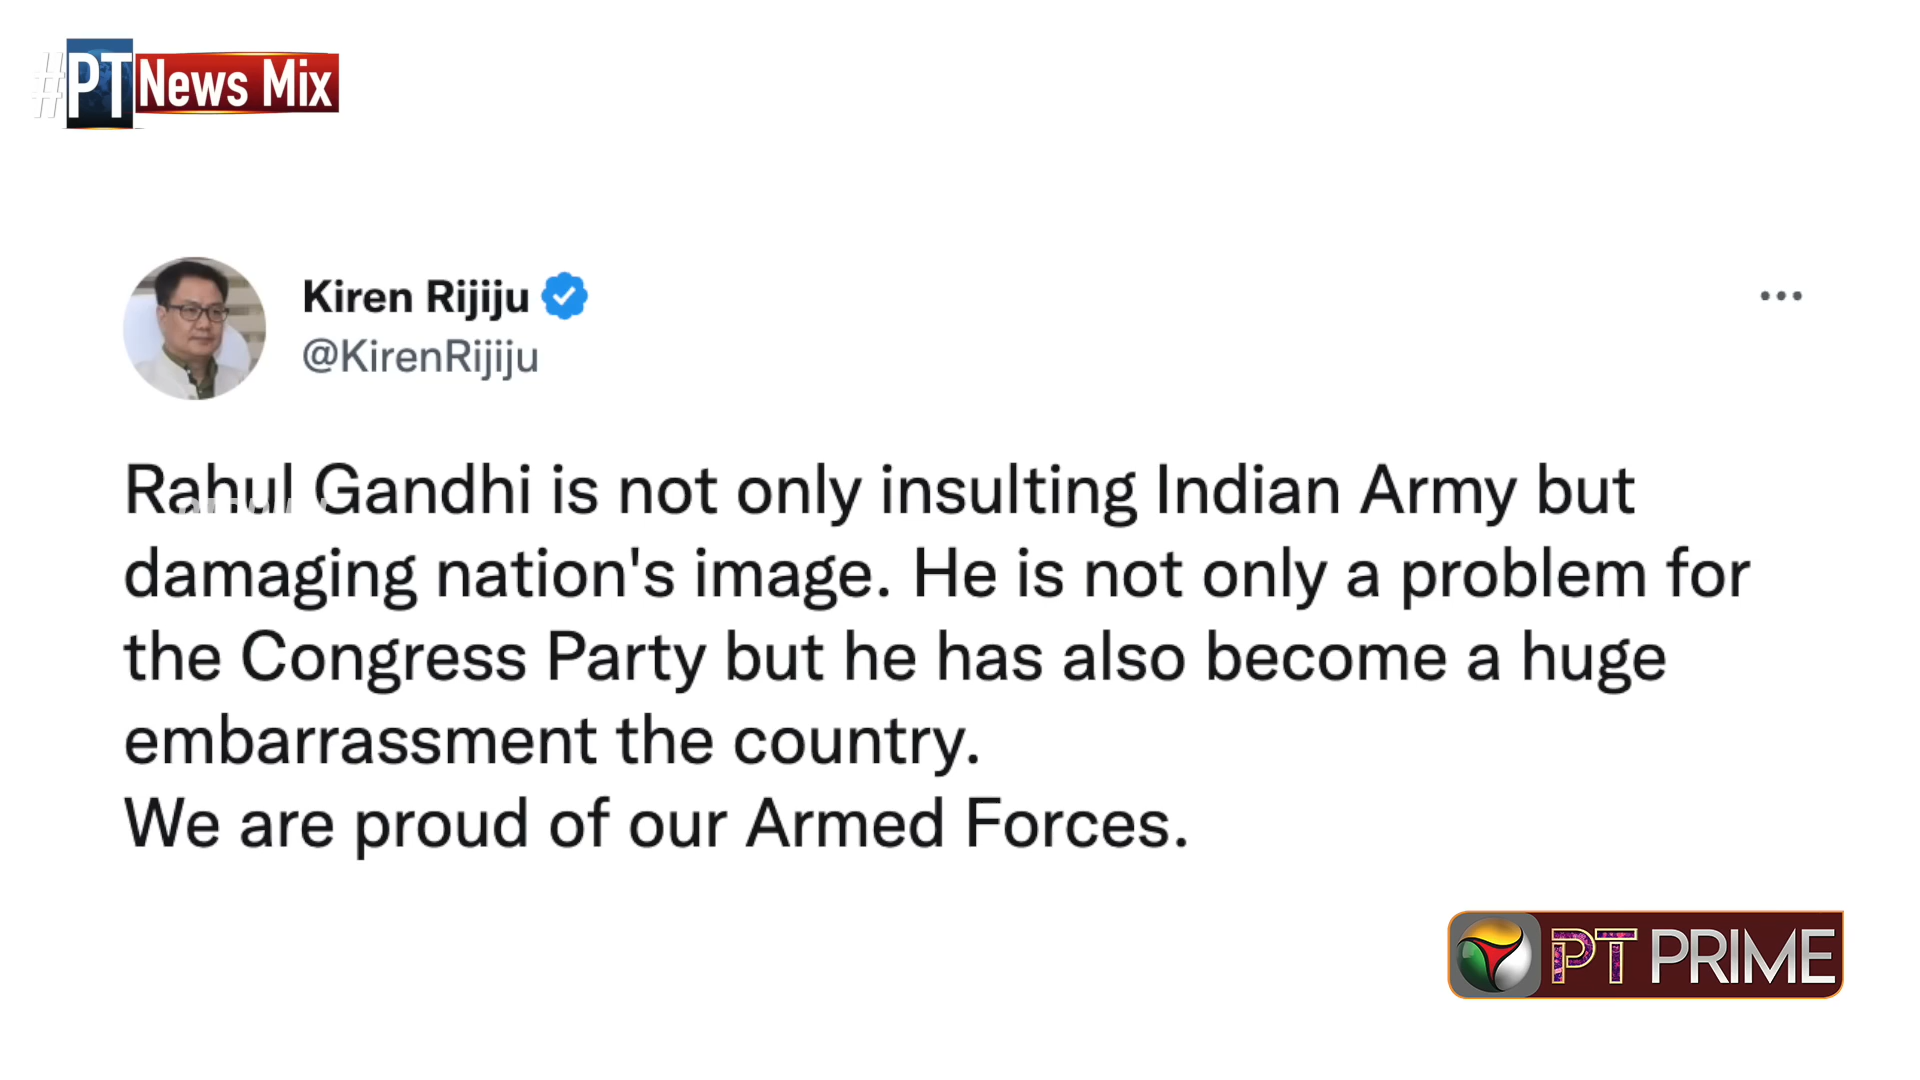 #PT News Mix
Kiren Rijiju
@KirenRijiju
Rahul Gandhi is not only insulting Indian Army but
damaging nation's image. He is not only a problem for
the Congress Party but he has also become a huge
embarrassment the country.
We are proud of our Armed Forces.
PT PRIME